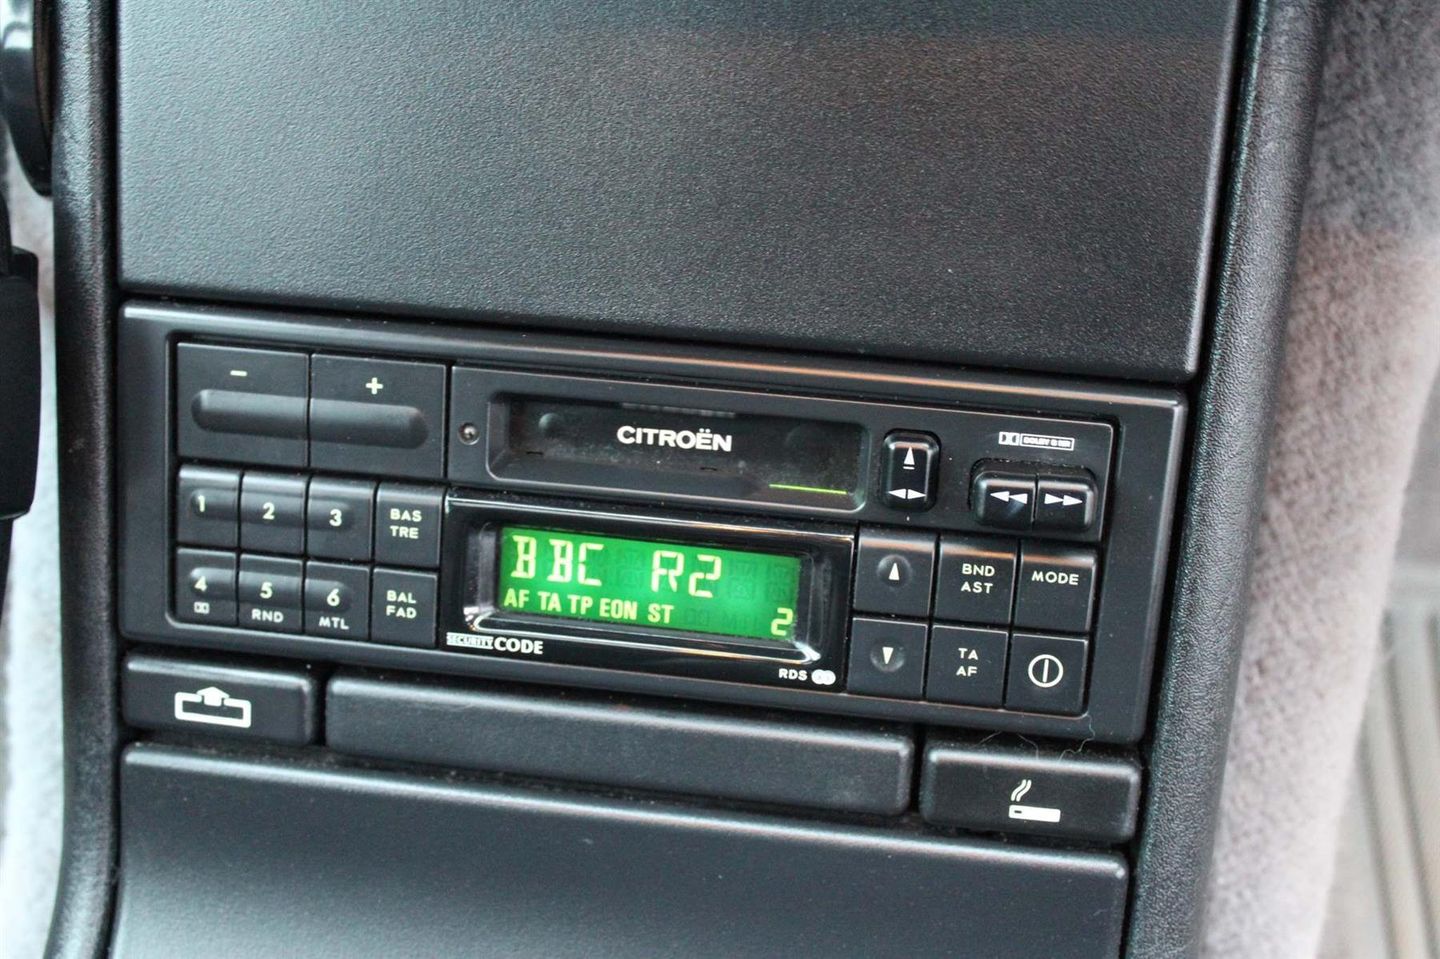 - +
CITROËN
DOLBY B NR
1 2 3
BAS
TRE
4 5 6
RND
MTL
BAL
FAD
BBC R2
AF TA TP EON ST 2
SECURITY CODE
RDS
BND
AST
MODE
TA
AF